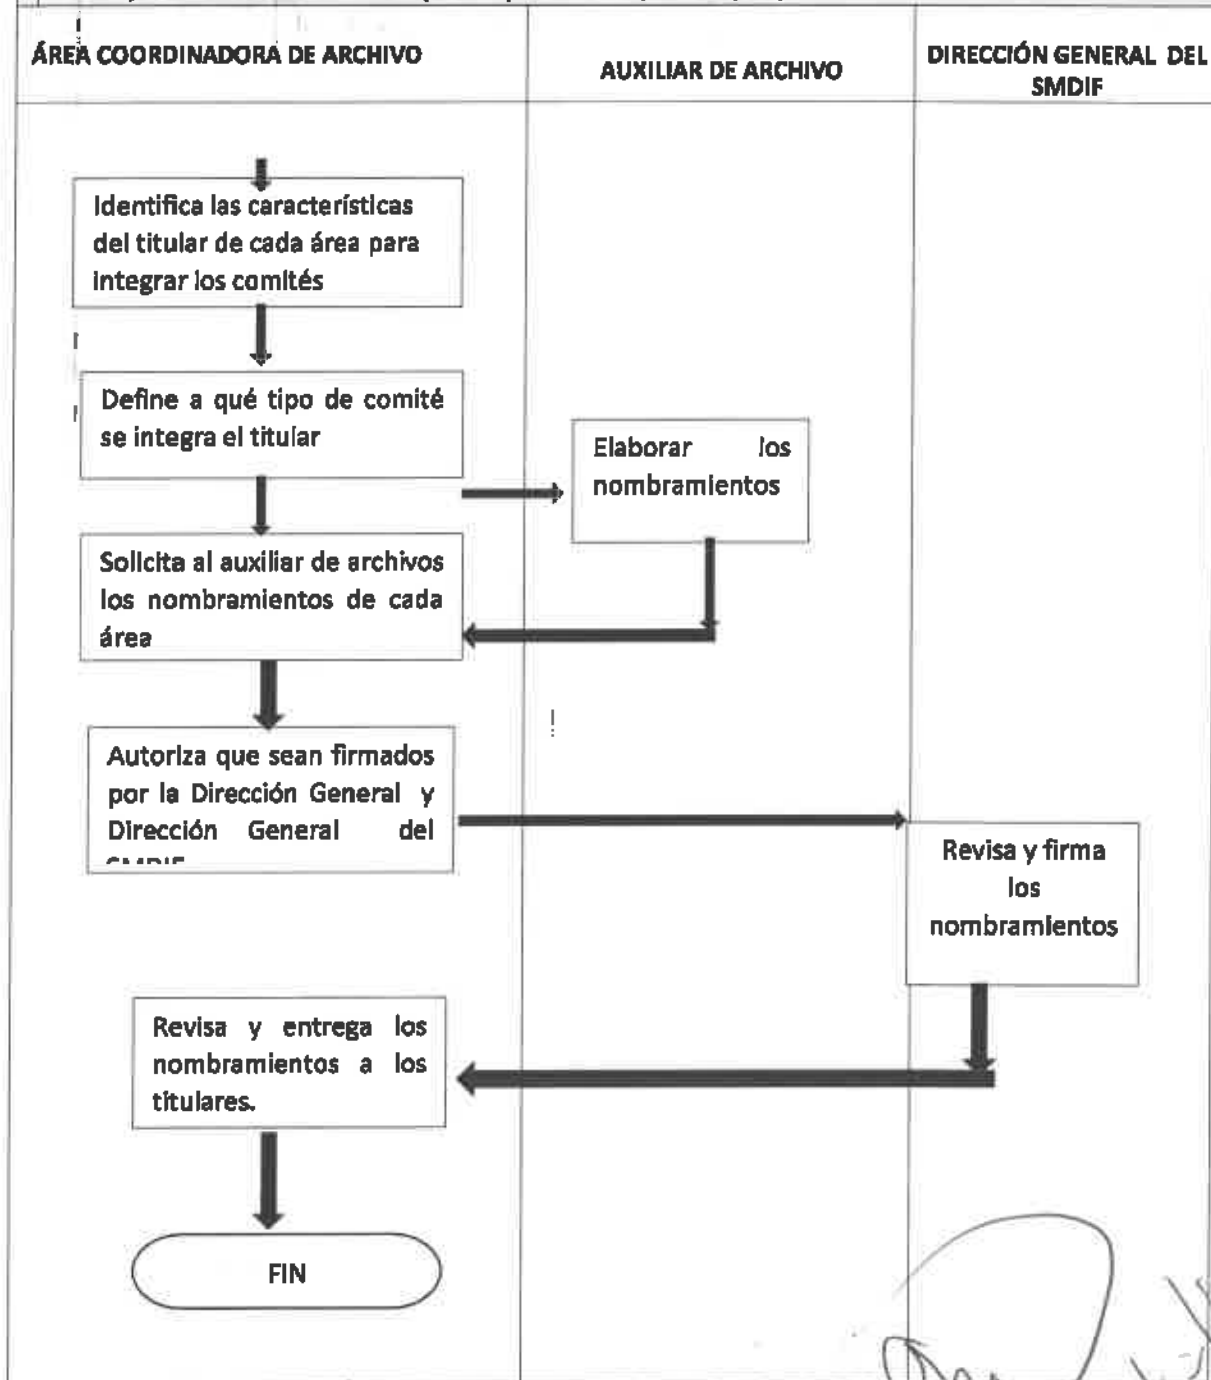 ÁREA COORDINADORA DE ARCHIVO
AUXILIAR DE ARCHIVO
DIRECCIÓN GENERAL DEL
SMDIF
Identifica las características
del titular de cada área para
integrar los comités
Define a qué tipo de comité
se integra el titular
Elaborar los
nombramientos
Solicita al auxiliar de archivos
los nombramientos de cada
área
Autoriza que sean firmados
por la Dirección General y
Dirección General del
SMDIF
Revisa y firma
los
nombramientos
Revisa y entrega los
nombramientos a los
titulares.
FIN